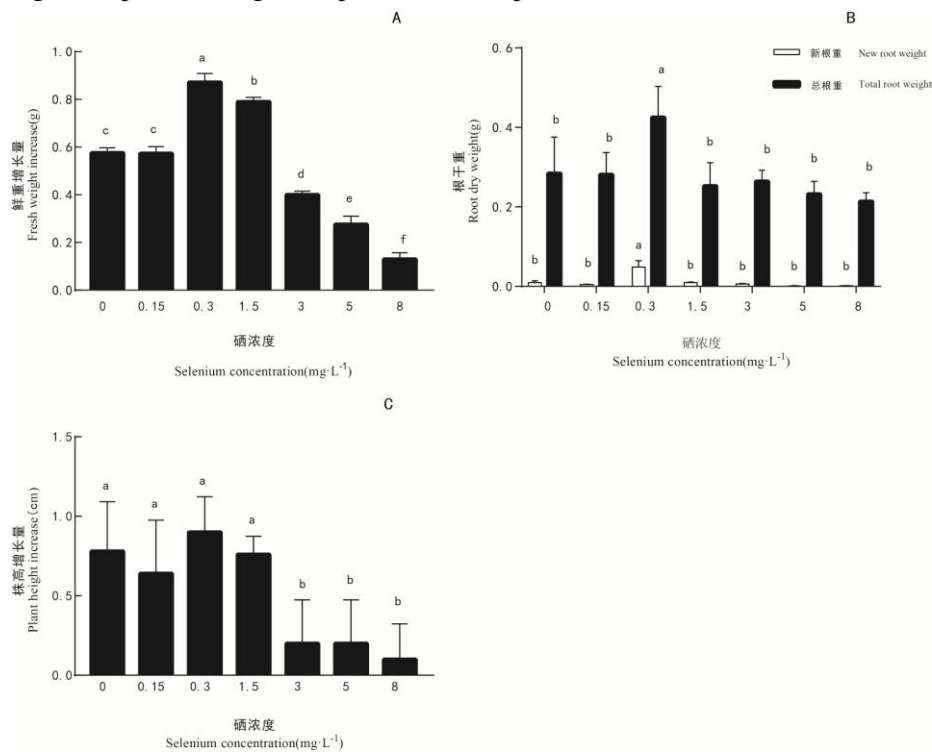 A
1.0
0.8
0.6
0.4
0.2
0.0
鲜重增长量
Fresh weight increase(g)
c
c
a
b
d
e
f
0
0.15
0.3
1.5
3
5
8
硒浓度
Selenium concentration(mg·L⁻¹)
B
0.6
0.4
0.2
0.0
根干重
Root dry weight(g)
新根重 New root weight
总根重 Total root weight
b
b
b
b
a
a
b
b
b
b
b
b
b
b
0
0.15
0.3
1.5
3
5
8
硒浓度
Selenium concentration(mg·L⁻¹)
C
1.5
1.0
0.5
0.0
株高增长量
Plant height increase(cm)
a
a
a
a
b
b
b
0
0.15
0.3
1.5
3
5
8
硒浓度
Selenium concentration(mg·L⁻¹)